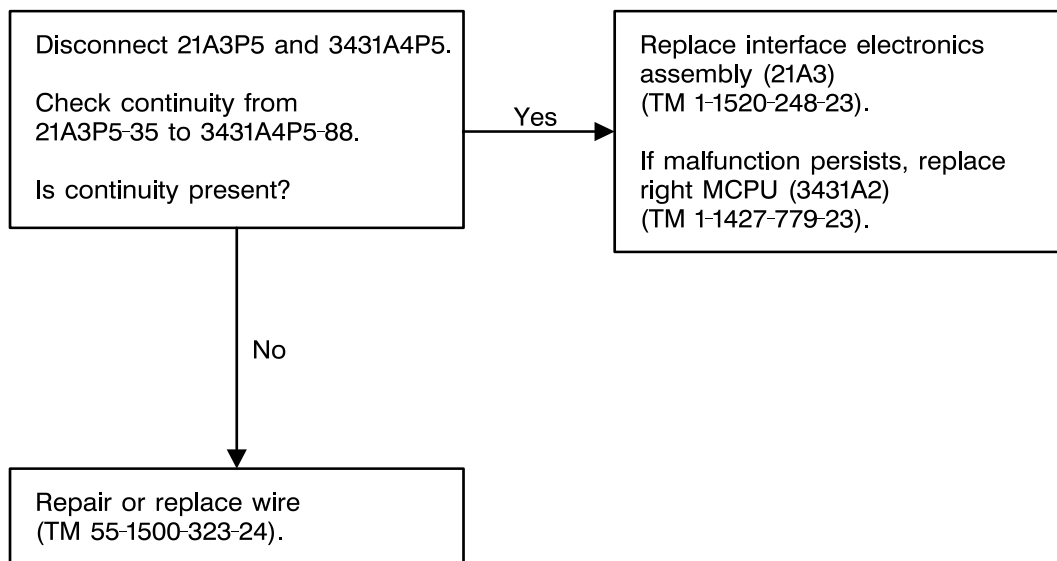 Disconnect 21A3P5 and 3431A4P5.
Check continuity from
21A3P5-35 to 3431A4P5-88.
Is continuity present?
Yes
Replace interface electronics
assembly (21A3)
(TM 1-1520-248-23).
If malfunction persists, replace
right MCPU (3431A2)
(TM 1-1427-779-23).
No
Repair or replace wire
(TM 55-1500-323-24).